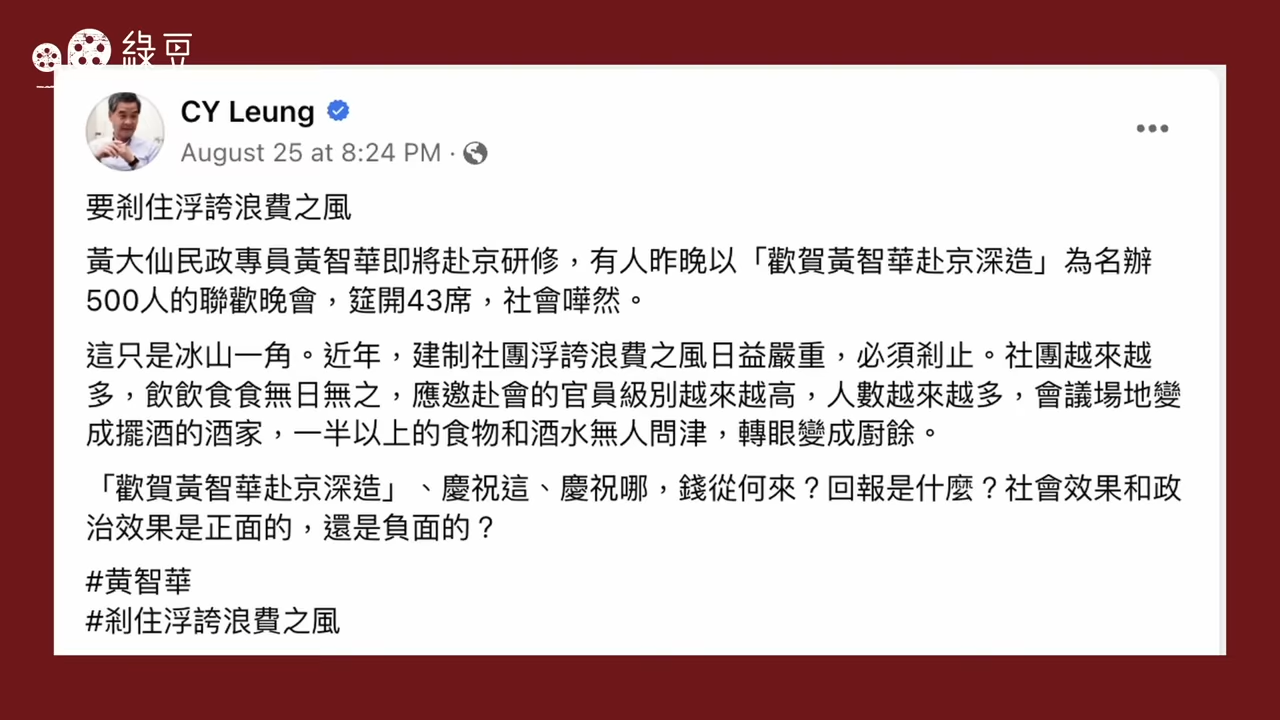 綠豆
CY Leung
August 25 at 8:24 PM ·
要剎住浮誇浪費之風
黃大仙民政專員黃智華即將赴京研修，有人昨晚以「歡賀黃智華赴京深造」為名辦
500人的聯歡晚會，筵開43席，社會嘩然。
這只是冰山一角。近年，建制社團浮誇浪費之風日益嚴重，必須剎止。社團越來越
多，飲飲食食無日無之，應邀赴會的官員級別越來越高，人數越來越多，會議場地變
成擺酒的酒家，一半以上的食物和酒水無人問津，轉眼變成廚餘。
「歡賀黃智華赴京深造」、慶祝這、慶祝哪，錢從何來？回報是什麼？社會效果和政
治效果是正面的，還是負面的？
#黄智華
#剎住浮誇浪費之風